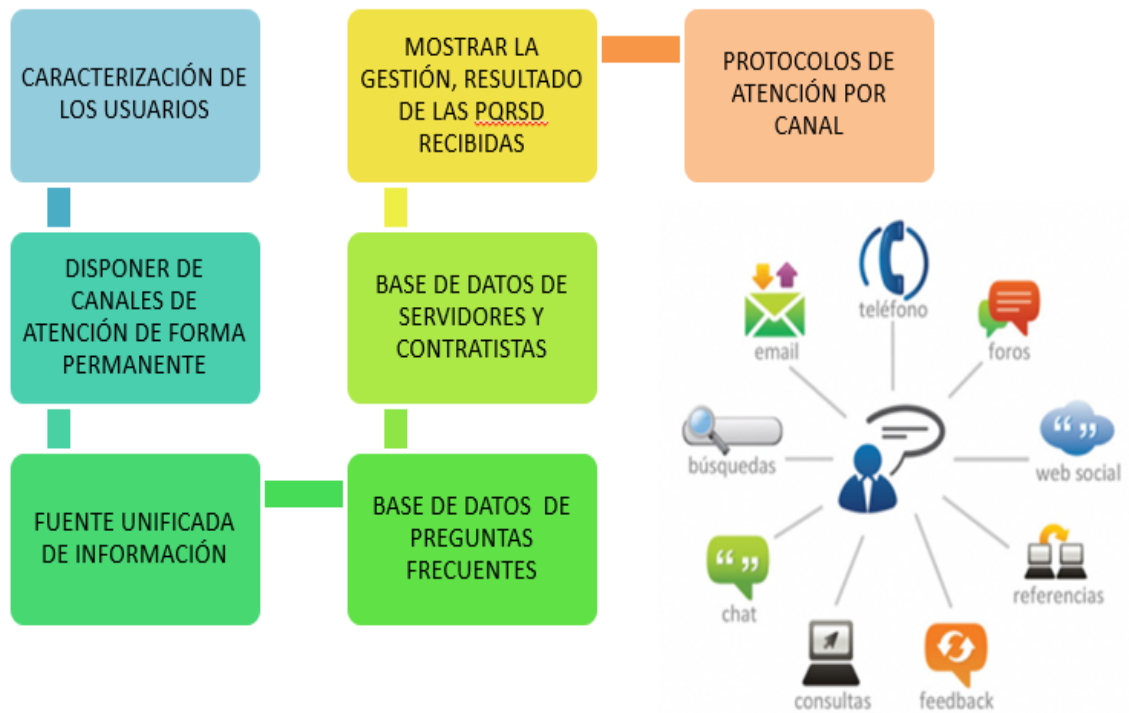 CARACTERIZACIÓN DE
LOS USUARIOS
DISPONER DE
CANALES DE
ATENCIÓN DE FORMA
PERMANENTE
FUENTE UNIFICADA
DE INFORMACIÓN
BASE DE DATOS DE
PREGUNTAS
FRECUENTES
BASE DE DATOS DE
SERVIDORES Y
CONTRATISTAS
MOSTRAR LA
GESTIÓN, RESULTADO
DE LAS PQRSD
RECIBIDAS
PROTOCOLOS DE
ATENCIÓN POR
CANAL
teléfono
foros
web social
referencias
feedback
consultas
chat
búsquedas
email